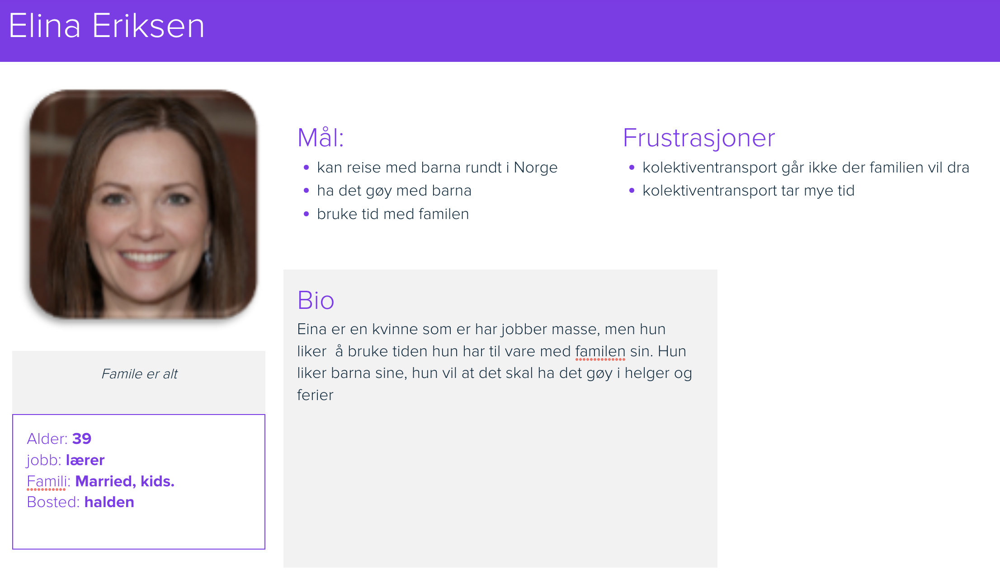 Elina Eriksen
Mål:
kan reise med barna rundt i Norge
ha det gøy med barna
bruke tid med familen
Frustrasjoner
kolektiventransport går ikke der familien vil dra
kolektiventransport tar mye tid
Bio
Eina er en kvinne som er har jobber masse, men hun
liker  å bruke tiden hun har til vare med familen sin. Hun
liker barna sine, hun vil at det skal ha det gøy i helger og
ferier
Famile er alt
Alder: 39
jobb: lærer
Famili: Married, kids.
Bosted: halden